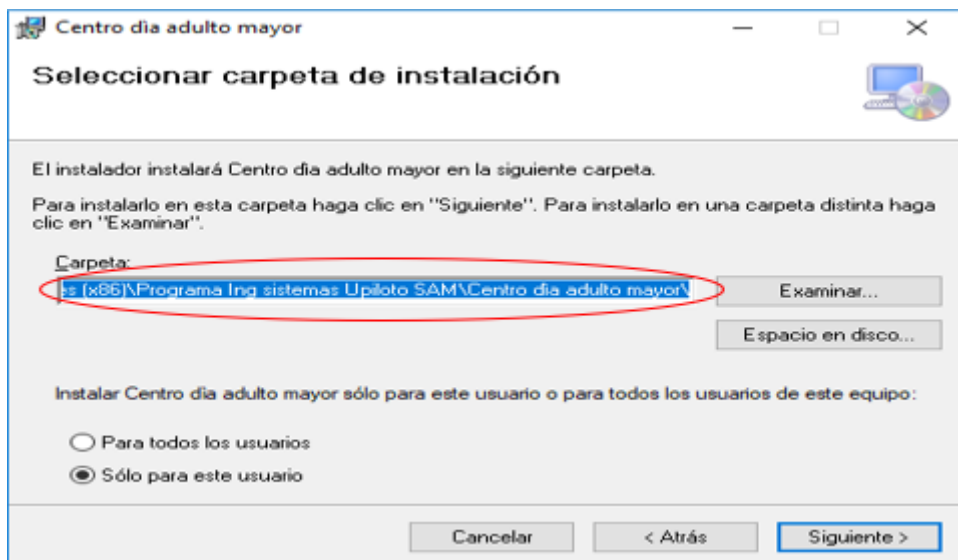 Centro dìa adulto mayor
Seleccionar carpeta de instalación
El instalador instalará Centro dìa adulto mayor en la siguiente carpeta.
Para instalarlo en esta carpeta haga clic en "Siguiente". Para instalarlo en una carpeta distinta haga
clic en "Examinar".
Carpeta:
es (x86)\Programa Ing sistemas Upiloto SAM\Centro dìa adulto mayor\
Examinar...
Espacio en disco...
Instalar Centro dìa adulto mayor sólo para este usuario o para todos los usuarios de este equipo:
Para todos los usuarios
Sólo para este usuario
Cancelar
< Atrás
Siguiente >